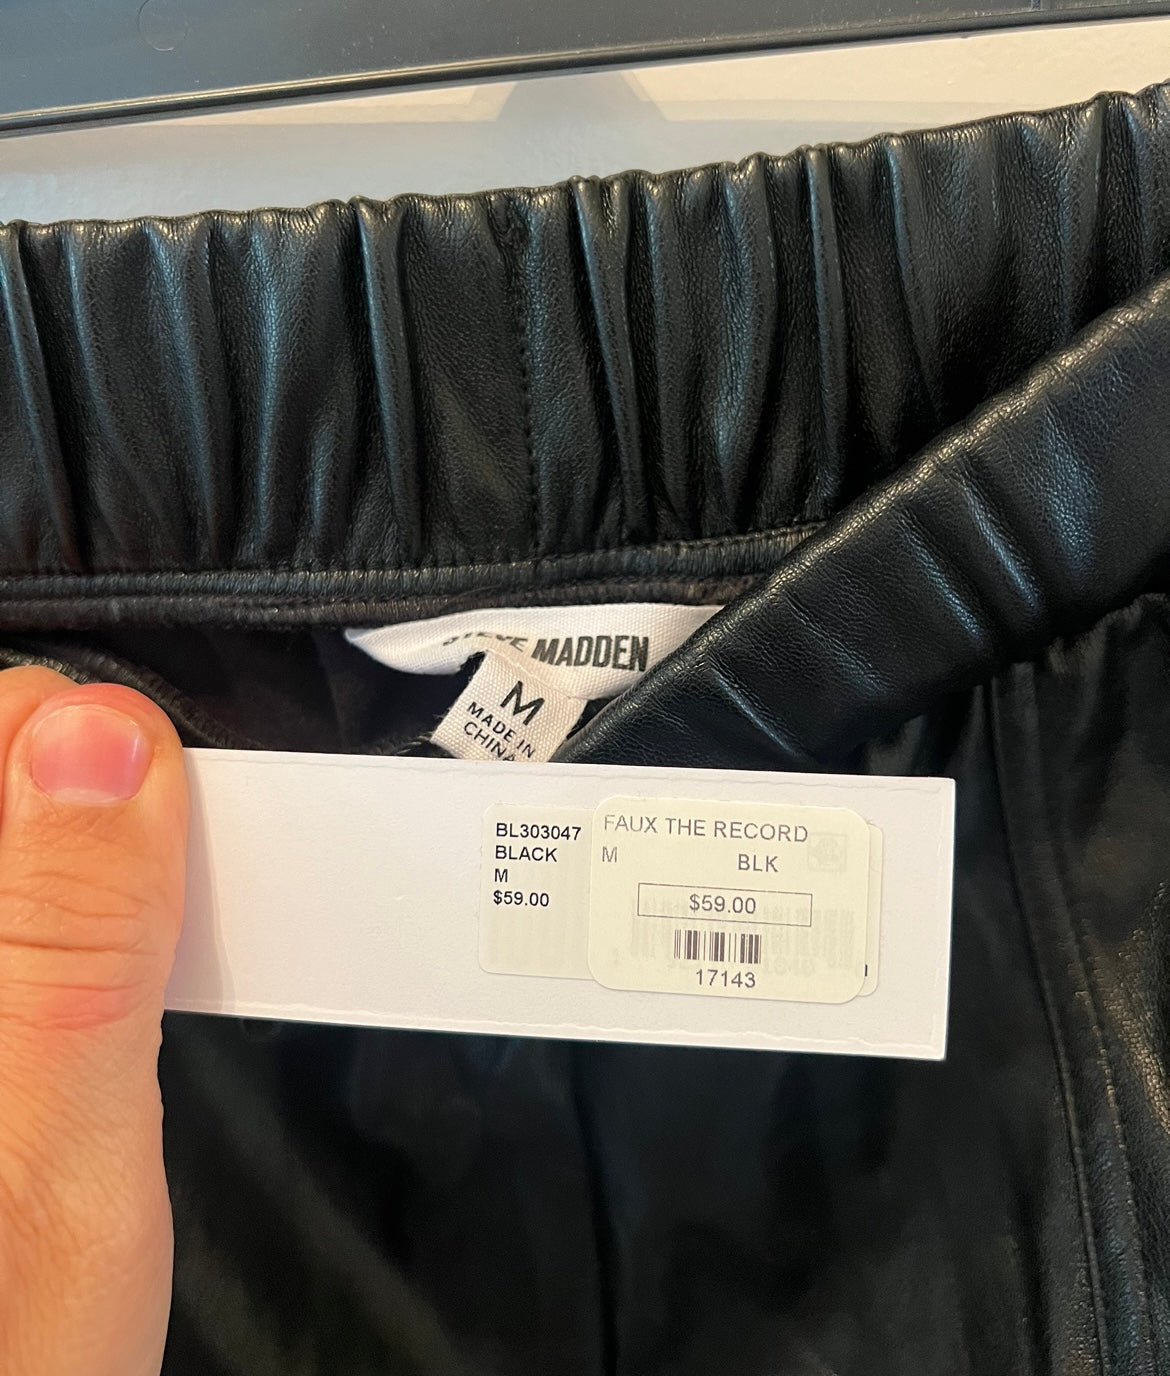 STEVE MADDEN
M
MADE IN
CHINA
BL303047
BLACK
M
$59.00
FAUX THE RECORD
M BLK
$59.00
17143